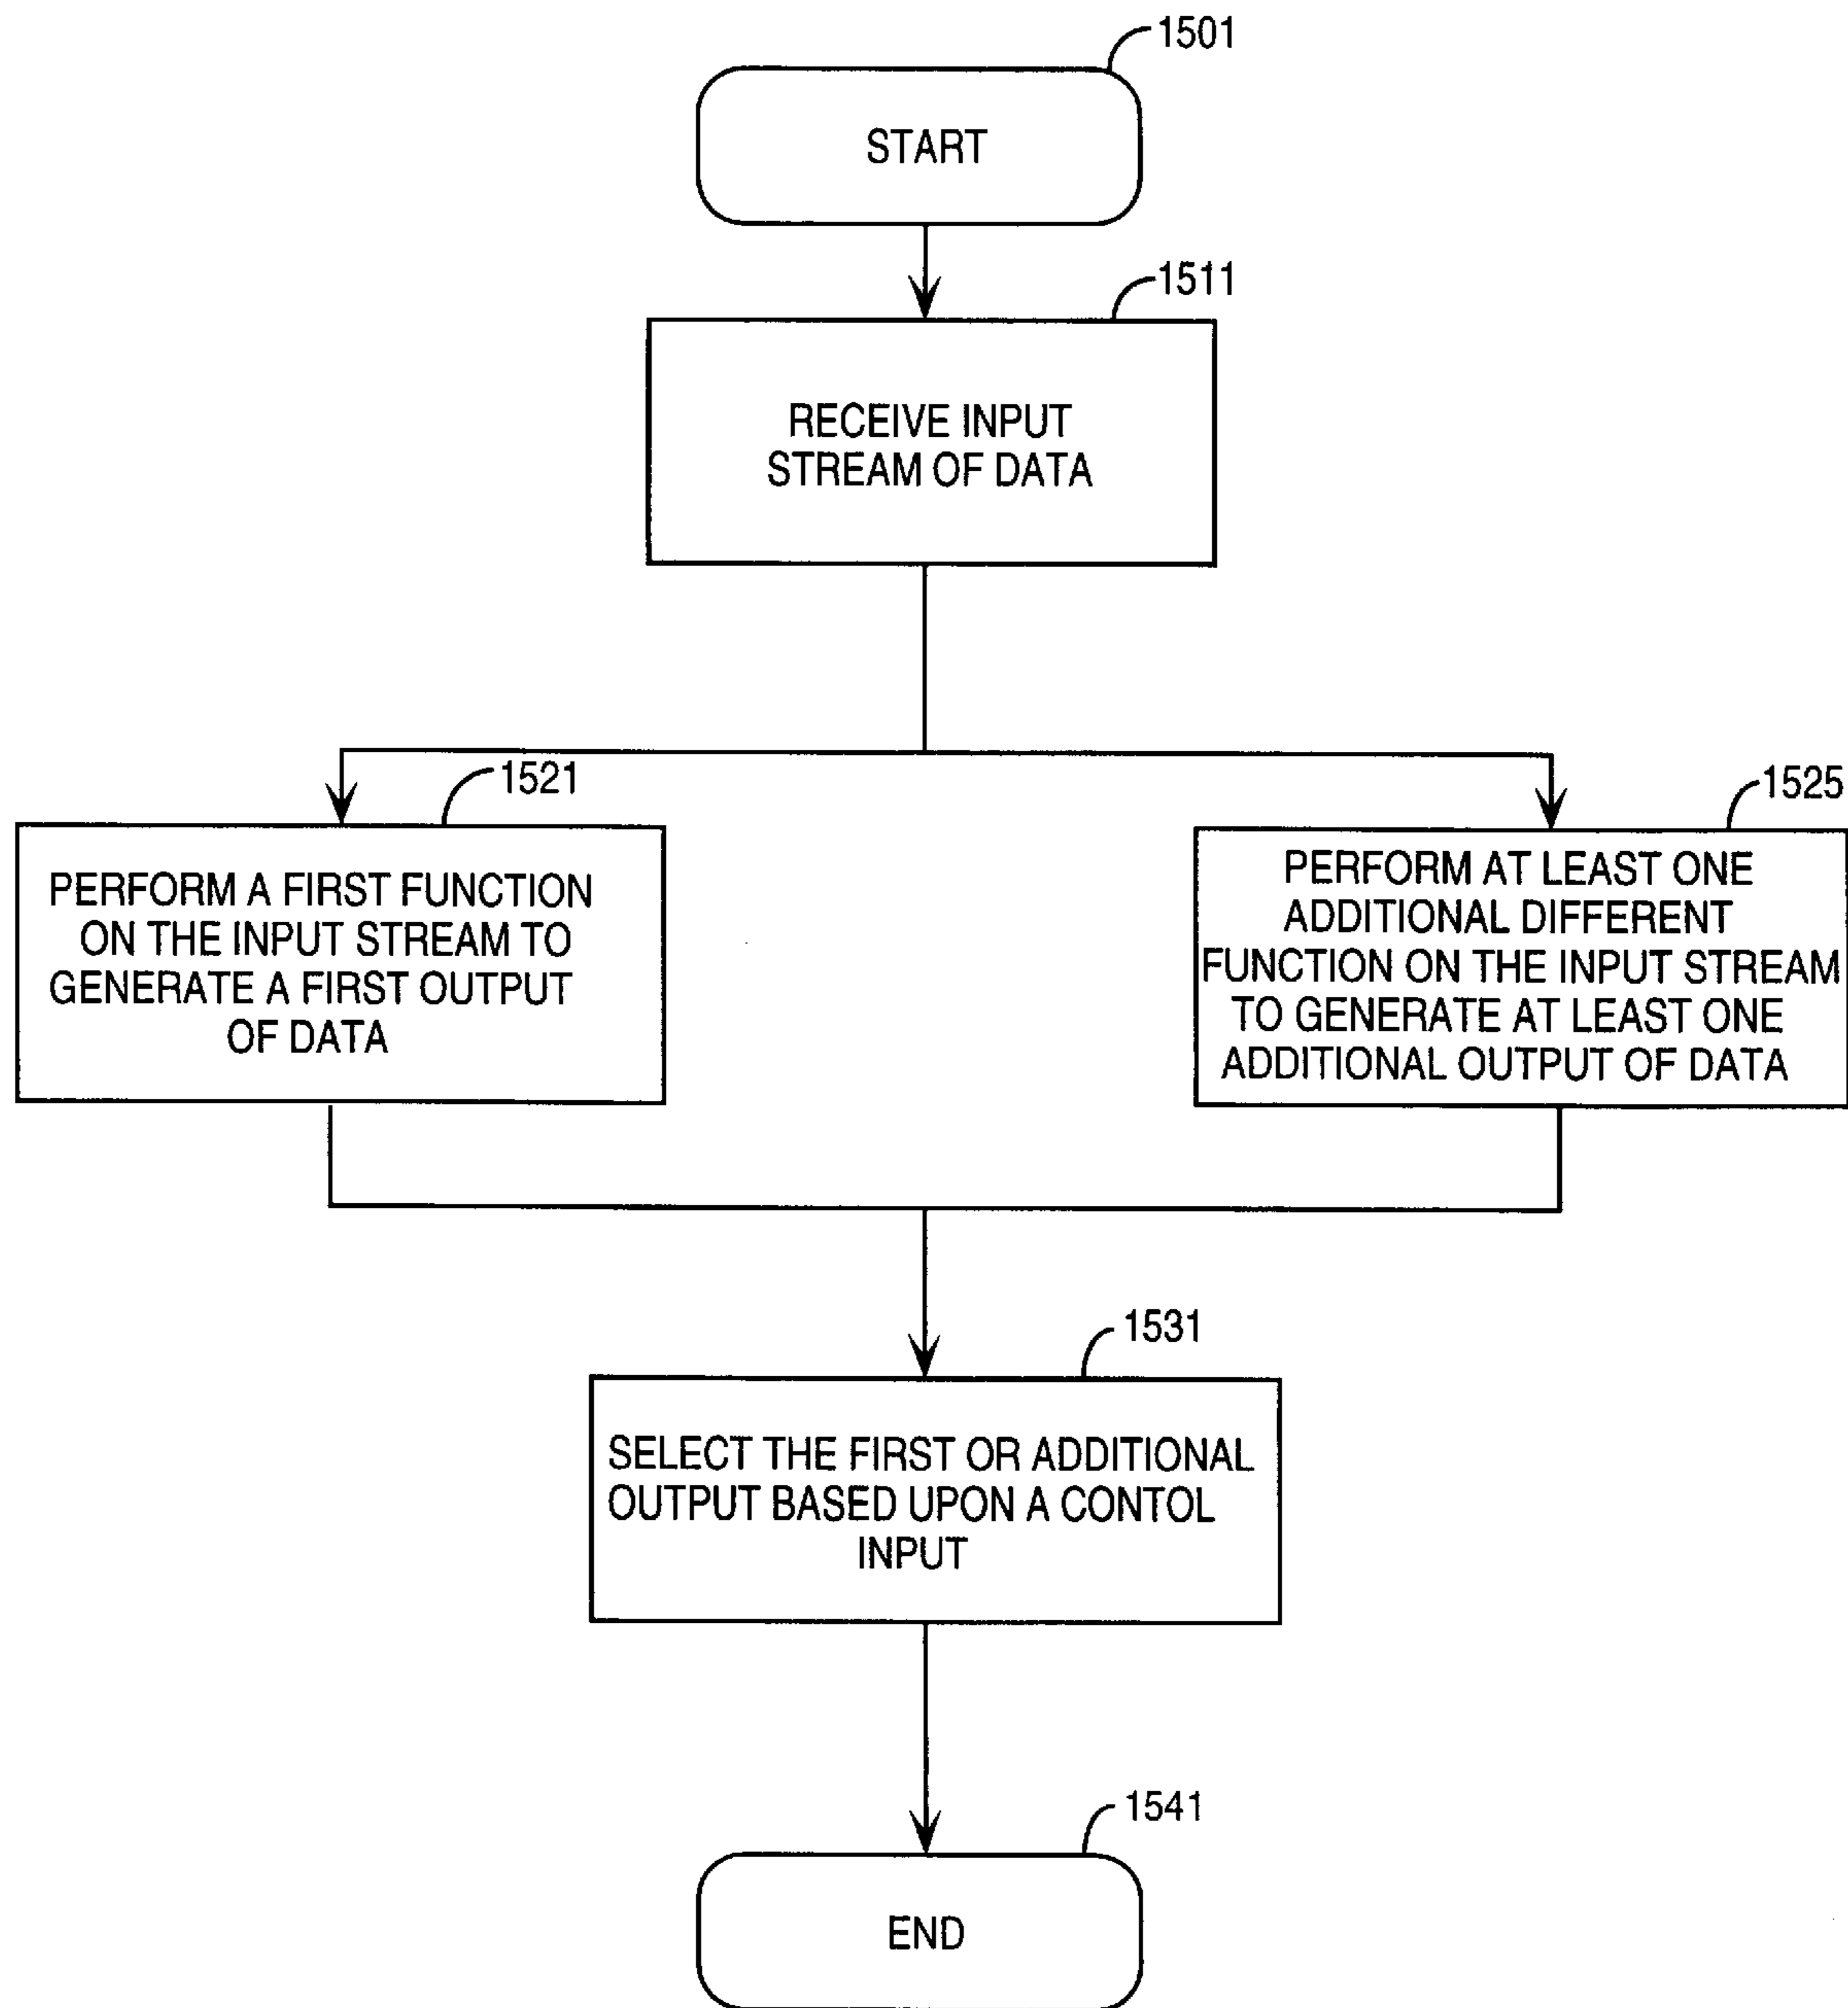 1501
START
1511
RECEIVE INPUT
STREAM OF DATA
1521
PERFORM A FIRST FUNCTION
ON THE INPUT STREAM TO
GENERATE A FIRST OUTPUT
OF DATA
1525
PERFORM AT LEAST ONE
ADDITIONAL DIFFERENT
FUNCTION ON THE INPUT STREAM
TO GENERATE AT LEAST ONE
ADDITIONAL OUTPUT OF DATA
1531
SELECT THE FIRST OR ADDITIONAL
OUTPUT BASED UPON A CONTOL
INPUT
1541
END